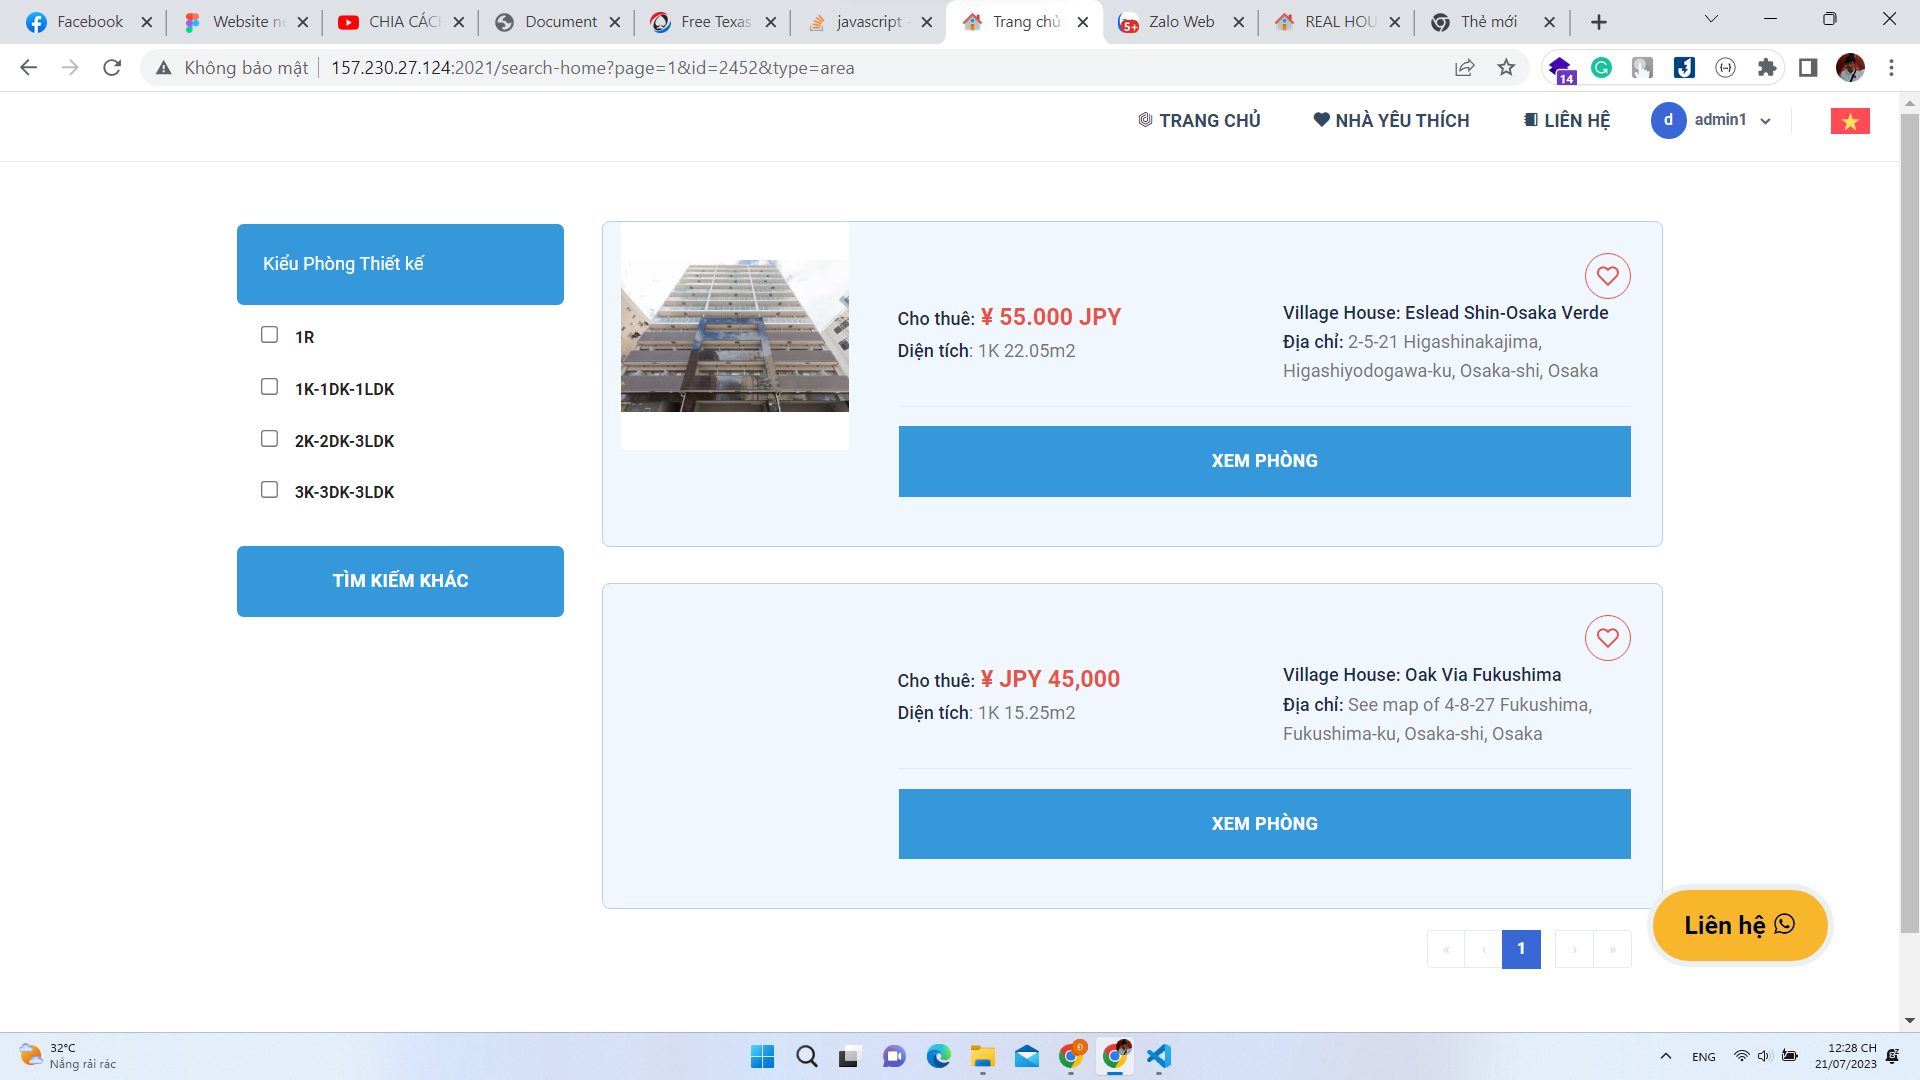 Facebook
Website n
CHIA CÁCH
Document
Free Texas
javascript
Trang chủ
Zalo Web
REAL HOU
Thẻ mới
Không bảo mật
157.230.27.124:2021/search-home?page=1&id=2452&type=area
14
TRANG CHỦ
NHÀ YÊU THÍCH
LIÊN HỆ
d
admin1
Kiểu Phòng Thiết kế
1R
1K-1DK-1LDK
2K-2DK-3LDK
3K-3DK-3LDK
TÌM KIẾM KHÁC
Cho thuê: ¥ 55.000 JPY
Diện tích: 1K 22.05m2
Village House: Eslead Shin-Osaka Verde
Địa chỉ: 2-5-21 Higashinakajima,
Higashiyodogawa-ku, Osaka-shi, Osaka
XEM PHÒNG
Cho thuê: ¥ JPY 45,000
Diện tích: 1K 15.25m2
Village House: Oak Via Fukushima
Địa chỉ: See map of 4-8-27 Fukushima,
Fukushima-ku, Osaka-shi, Osaka
XEM PHÒNG
« ‹ 1 › »
Liên hệ
32°C
Nắng rải rác
ENG
12:28 CH
21/07/2023